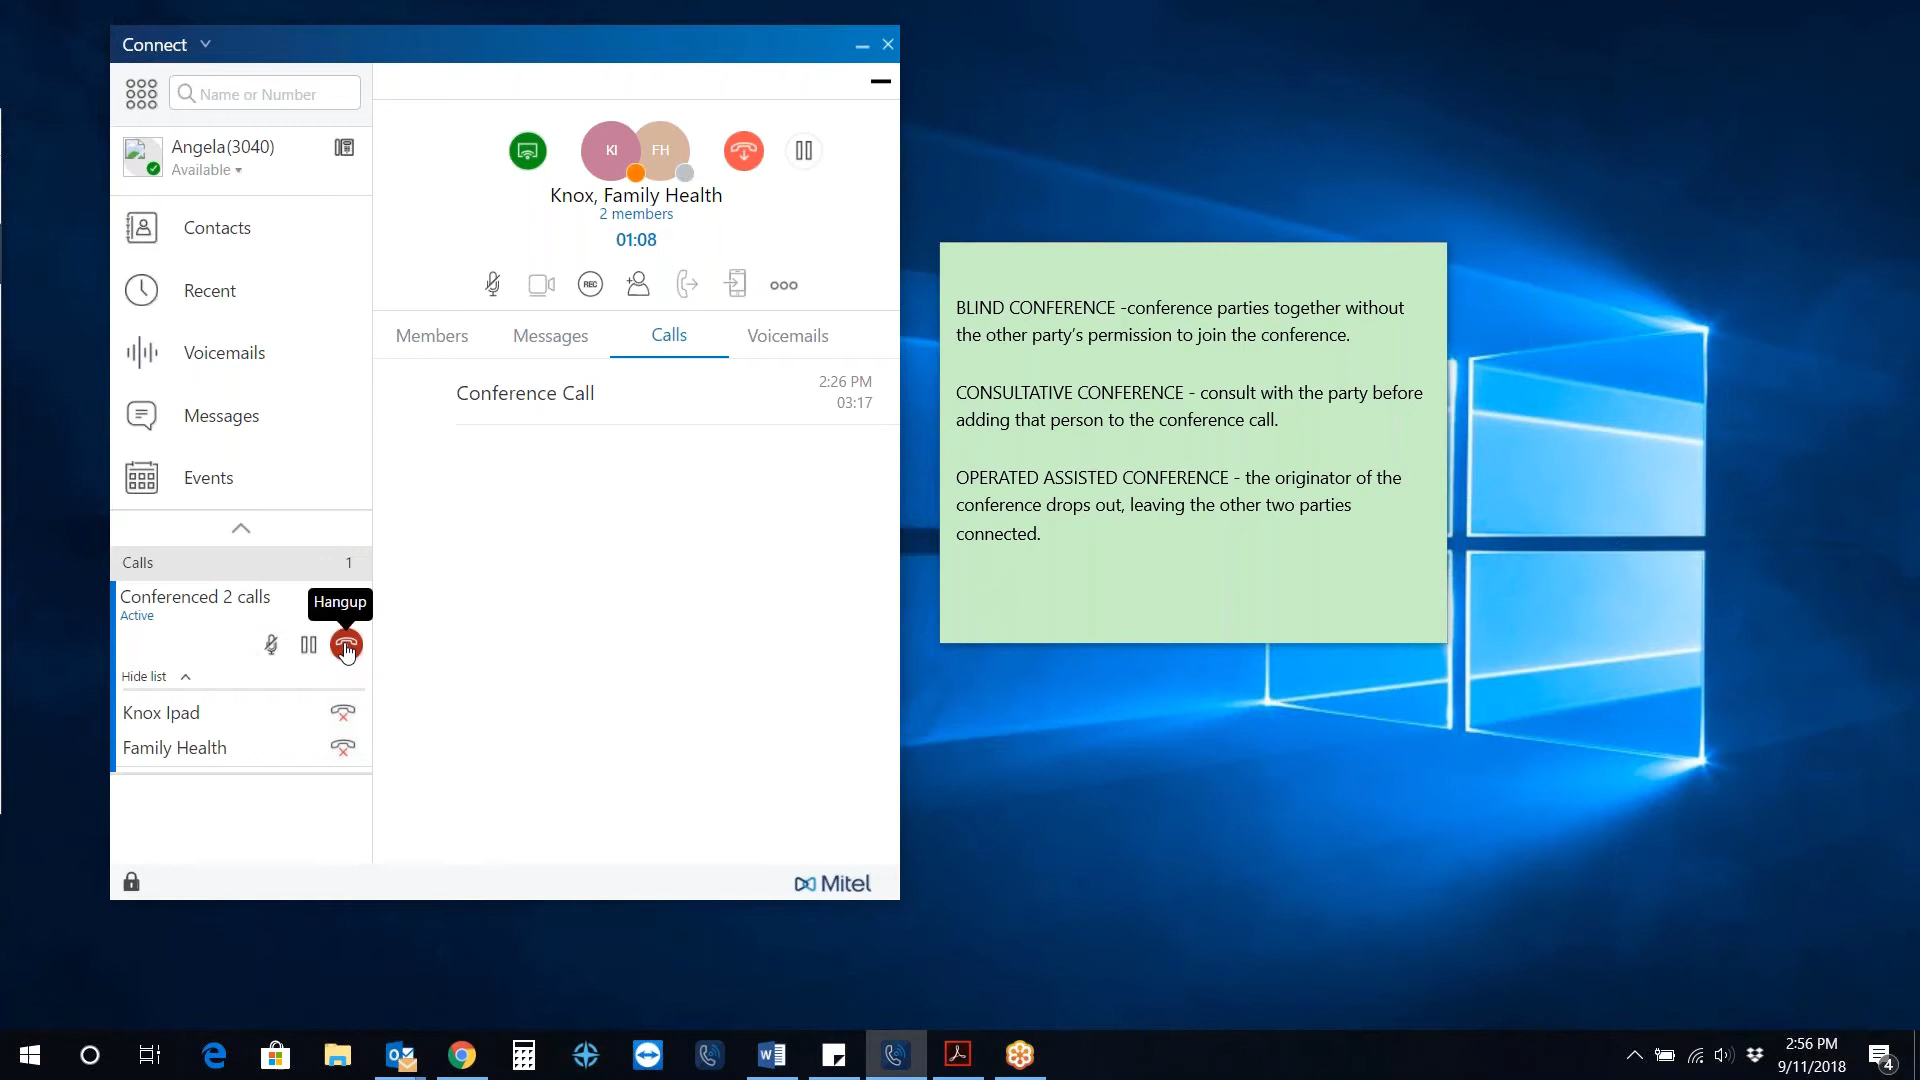 Connect
Name or Number
Angela(3040)
Available
Contacts
Recent
Voicemails
Messages
Events
Calls 1
Conferenced 2 calls
Active
Hangup
Hide list
Knox Ipad
Family Health
KI FH
Knox, Family Health
2 members
01:08
REC
Members Messages Calls Voicemails
Conference Call 2:26 PM
03:17
Mitel
BLIND CONFERENCE -conference parties together without
the other party’s permission to join the conference.
CONSULTATIVE CONFERENCE - consult with the party before
adding that person to the conference call.
OPERATED ASSISTED CONFERENCE - the originator of the
conference drops out, leaving the other two parties
connected.
2:56 PM
9/11/2018
4